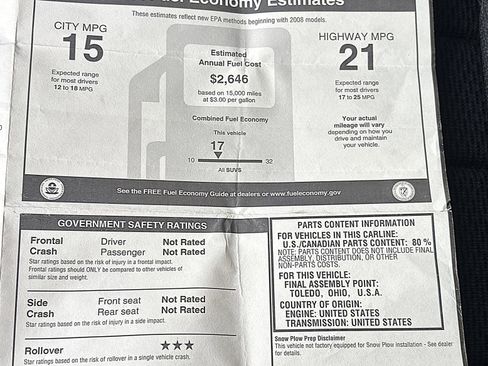 Fuel Economy Estimates
These estimates reflect new EPA methods beginning with 2008 models.
CITY MPG
15
Expected range
for most drivers
12 to 18 MPG
Estimated
Annual Fuel Cost
$2,646
based on 15,000 miles
at $3.00 per gallon
Combined Fuel Economy
This vehicle
17
10 32
All SUVS
HIGHWAY MPG
21
Expected range
for most drivers
17 to 25 MPG
Your actual
mileage will vary
depending on how you
drive and maintain
your vehicle.
See the FREE Fuel Economy Guide at dealers or www.fueleconomy.gov
GOVERNMENT SAFETY RATINGS
Frontal Driver Not Rated
Crash Passenger Not Rated
Star ratings based on the risk of injury in a frontal impact.
Frontal ratings should ONLY be compared to other vehicles of
similar size and weight.
Side Front seat Not Rated
Crash Rear seat Not Rated
Star ratings based on the risk of injury in a side impact.
Rollover ★★★
Star ratings based on the risk of rollover in a single vehicle crash.
PARTS CONTENT INFORMATION
FOR VEHICLES IN THIS CARLINE:
U.S./CANADIAN PARTS CONTENT: 80 %
NOTE: PARTS CONTENT DOES NOT INCLUDE FINAL
ASSEMBLY, DISTRIBUTION, OR OTHER
NON-PARTS COSTS.
FOR THIS VEHICLE:
FINAL ASSEMBLY POINT:
TOLEDO, OHIO, U.S.A.
COUNTRY OF ORIGIN:
ENGINE: UNITED STATES
TRANSMISSION: UNITED STATES
Snow Plow Prep Disclaimer
This vehicle not factory equipped for Snow Plow installation - See dealer
for details.